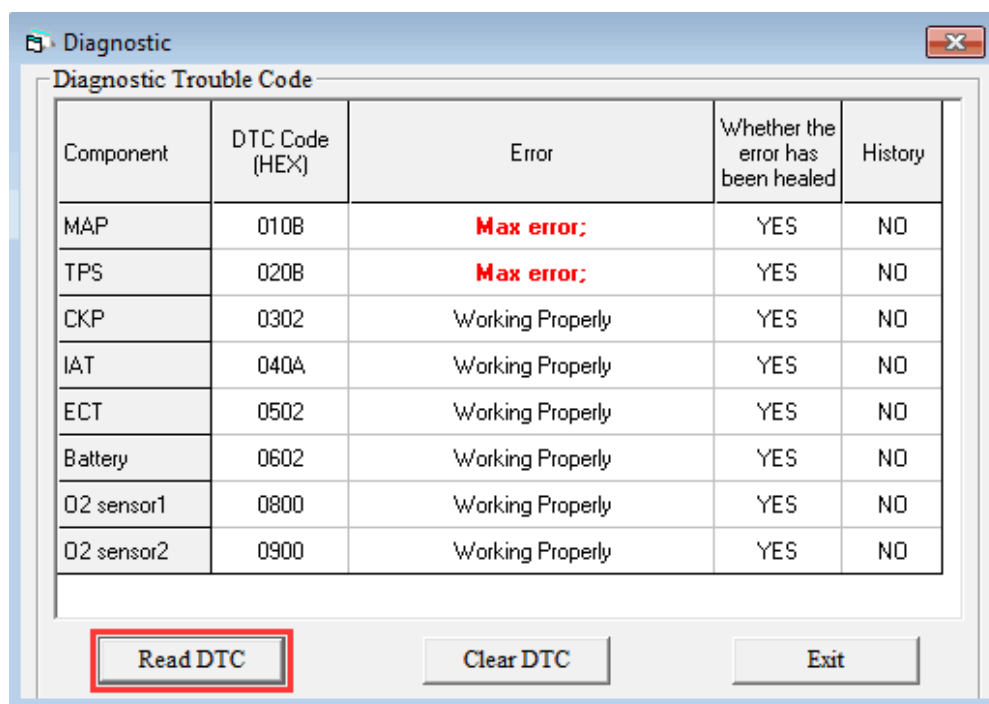 Diagnostic
Diagnostic Trouble Code
Component DTC Code (HEX) Error Whether the error has been healed History
MAP 010B Max error; YES NO
TPS 020B Max error; YES NO
CKP 0302 Working Properly YES NO
IAT 040A Working Properly YES NO
ECT 0502 Working Properly YES NO
Battery 0602 Working Properly YES NO
O2 sensor1 0800 Working Properly YES NO
O2 sensor2 0900 Working Properly YES NO
Read DTC Clear DTC Exit